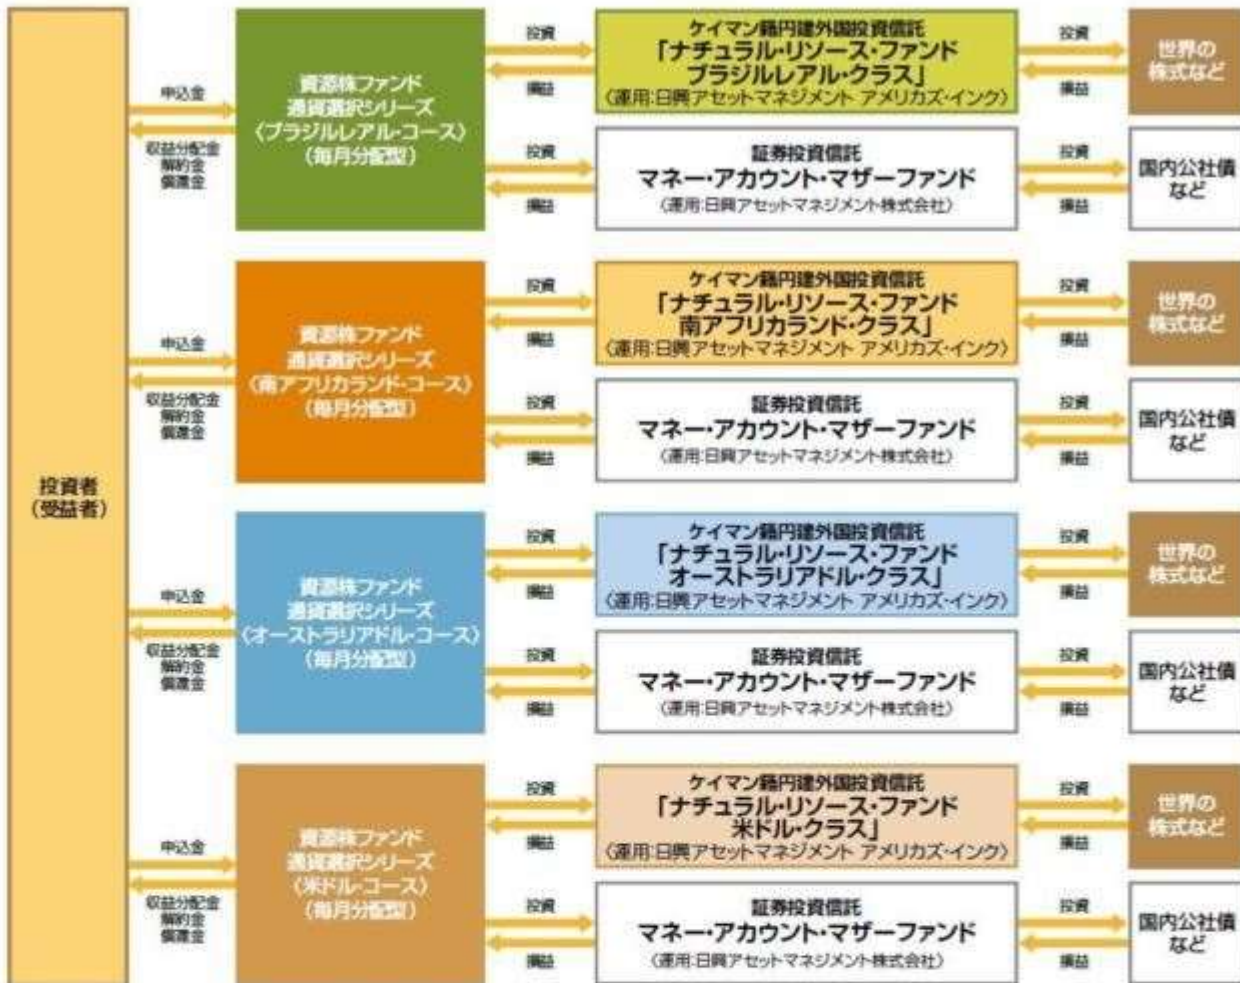 投資者
(受益者)
申込金
収益分配金
解約金
償還金
資源株ファンド
通貨選択シリーズ
〈ブラジルレアル・コース〉
(毎月分配型)
投資
損益
ケイマン籍円建外国投資信託
「ナチュラル・リソース・ファンド
ブラジルレアル・クラス」
〈運用:日興アセットマネジメント アメリカズ・インク〉
投資
損益
世界の
株式など
投資
損益
証券投資信託
マネー・アカウント・マザーファンド
〈運用:日興アセットマネジメント株式会社〉
投資
損益
国内公社債
など
申込金
収益分配金
解約金
償還金
資源株ファンド
通貨選択シリーズ
〈南アフリカランド・コース〉
(毎月分配型)
投資
損益
ケイマン籍円建外国投資信託
「ナチュラル・リソース・ファンド
南アフリカランド・クラス」
〈運用:日興アセットマネジメント アメリカズ・インク〉
投資
損益
世界の
株式など
投資
損益
証券投資信託
マネー・アカウント・マザーファンド
〈運用:日興アセットマネジメント株式会社〉
投資
損益
国内公社債
など
申込金
収益分配金
解約金
償還金
資源株ファンド
通貨選択シリーズ
〈オーストラリアドル・コース〉
(毎月分配型)
投資
損益
ケイマン籍円建外国投資信託
「ナチュラル・リソース・ファンド
オーストラリアドル・クラス」
〈運用:日興アセットマネジメント アメリカズ・インク〉
投資
損益
世界の
株式など
投資
損益
証券投資信託
マネー・アカウント・マザーファンド
〈運用:日興アセットマネジメント株式会社〉
投資
損益
国内公社債
など
申込金
収益分配金
解約金
償還金
資源株ファンド
通貨選択シリーズ
〈米ドル・コース〉
(毎月分配型)
投資
損益
ケイマン籍円建外国投資信託
「ナチュラル・リソース・ファンド
米ドル・クラス」
〈運用:日興アセットマネジメント アメリカズ・インク〉
投資
損益
世界の
株式など
投資
損益
証券投資信託
マネー・アカウント・マザーファンド
〈運用:日興アセットマネジメント株式会社〉
投資
損益
国内公社債
など